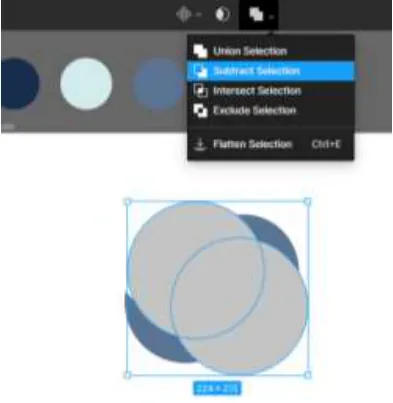 Union Selection
Subtract Selection
Intersect Selection
Exclude Selection
Flatten Selection Ctrl+E